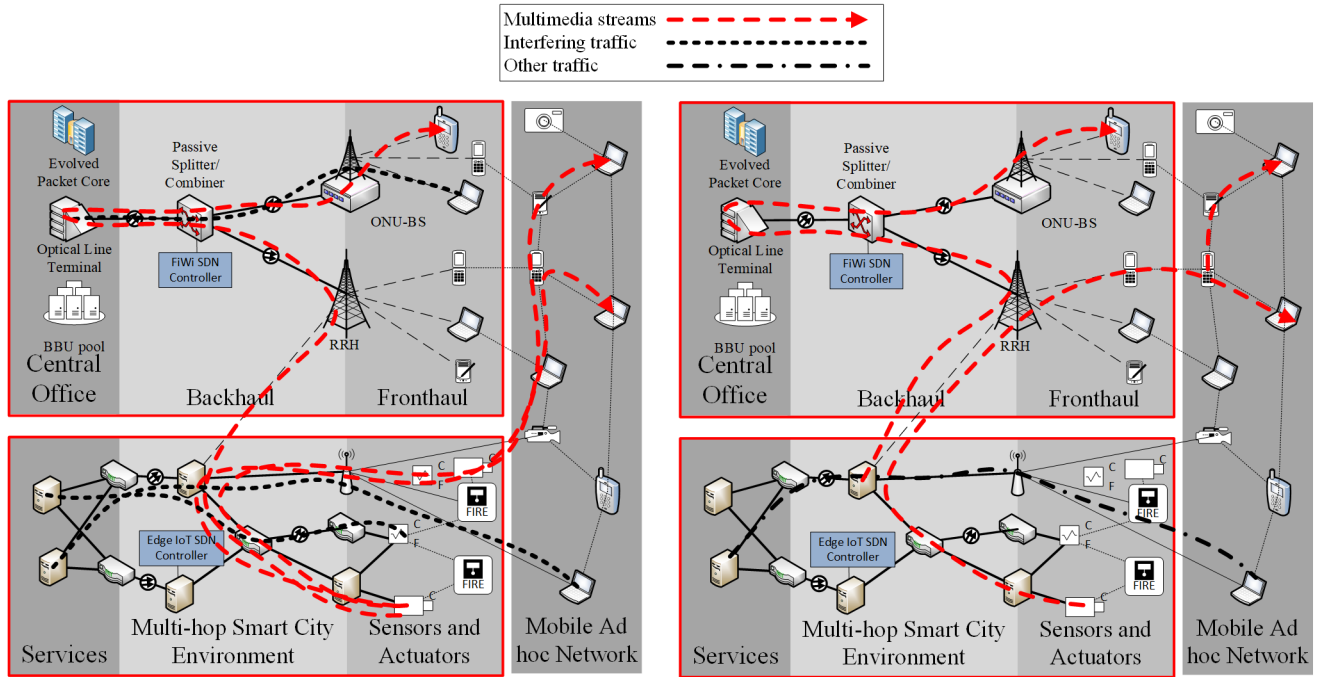 Multimedia streams
Interfering traffic
Other traffic
Evolved
Packet Core
Passive
Splitter/
Combiner
ONU-BS
Optical Line
Terminal
FiWi SDN
Controller
BBU pool
RRH
Central
Office
Backhaul
Fronthaul
C
F
C
FIRE
Edge IoT SDN
Controller
C
F
FIRE
C
Services
Multi-hop Smart City
Environment
Sensors and
Actuators
Mobile Ad
hoc Network
Evolved
Packet Core
Passive
Splitter/
Combiner
ONU-BS
Optical Line
Terminal
FiWi SDN
Controller
BBU pool
RRH
Central
Office
Backhaul
Fronthaul
C
F
C
FIRE
Edge IoT SDN
Controller
C
F
FIRE
C
Services
Multi-hop Smart City
Environment
Sensors and
Actuators
Mobile Ad
hoc Network